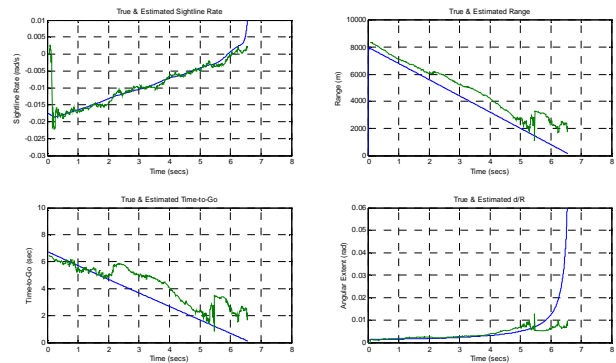 True & Estimated Sightline Rate
0.01
0.005
0
-0.005
-0.01
-0.015
-0.02
-0.025
-0.03
Sightline Rate (rad/s)
0 1 2 3 4 5 6 7 8
Time (secs)
True & Estimated Range
10000
8000
6000
4000
2000
0
Range (m)
0 1 2 3 4 5 6 7 8
Time (secs)
True & Estimated Time-to-Go
10
8
6
4
2
0
Time-to-Go (sec)
0 1 2 3 4 5 6 7 8
Time (secs)
True & Estimated d/R
0.06
0.05
0.04
0.03
0.02
0.01
0
Angular Extent (rad)
0 1 2 3 4 5 6 7 8
Time (secs)